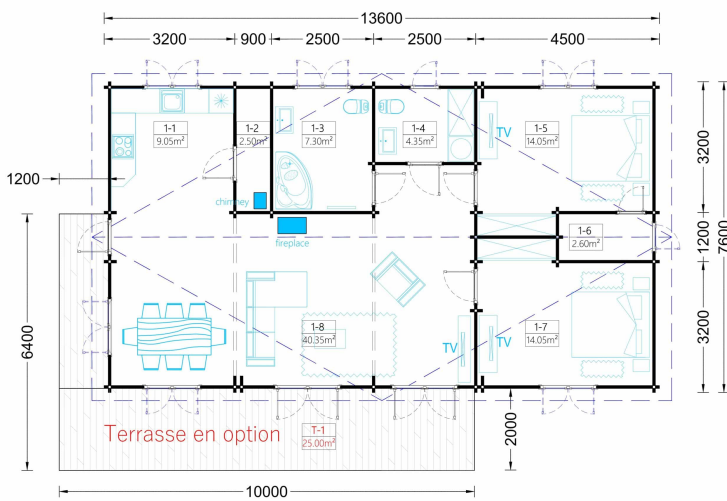 13600
3200 900 2500 2500 4500
1-1
9.05m²
1-2
2.50m²
1-3
7.30m²
1-4
4.35m²
1-5
14.05m²
TV
3200
1200
chimney
fireplace
1-6
2.60m²
1200
7600
6400
1-8
40.35m²
TV
TV
1-7
14.05m²
3200
Terrasse en option
T-1
25.00m²
2000
10000